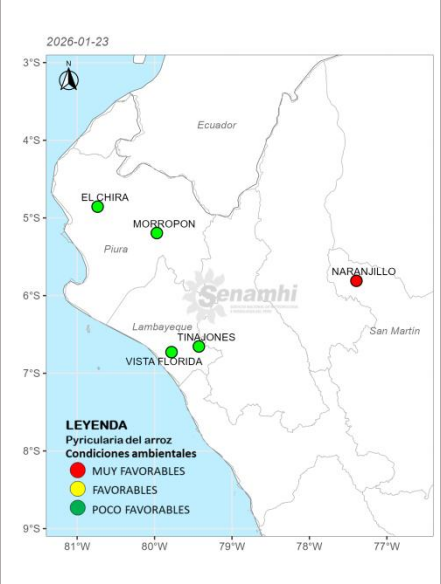 2026-01-23
3°S
N
4°S
Ecuador
EL CHIRA
5°S
MORROPON
Piura
NARANJILLO
6°S
Senamhi
Lambayeque
San Martín
TINAJONES
VISTA FLORIDA
7°S
LEYENDA
Pyricularia del arroz
Condiciones ambientales
8°S
MUY FAVORABLES
FAVORABLES
POCO FAVORABLES
9°S
81°W 80°W 79°W 78°W 77°W